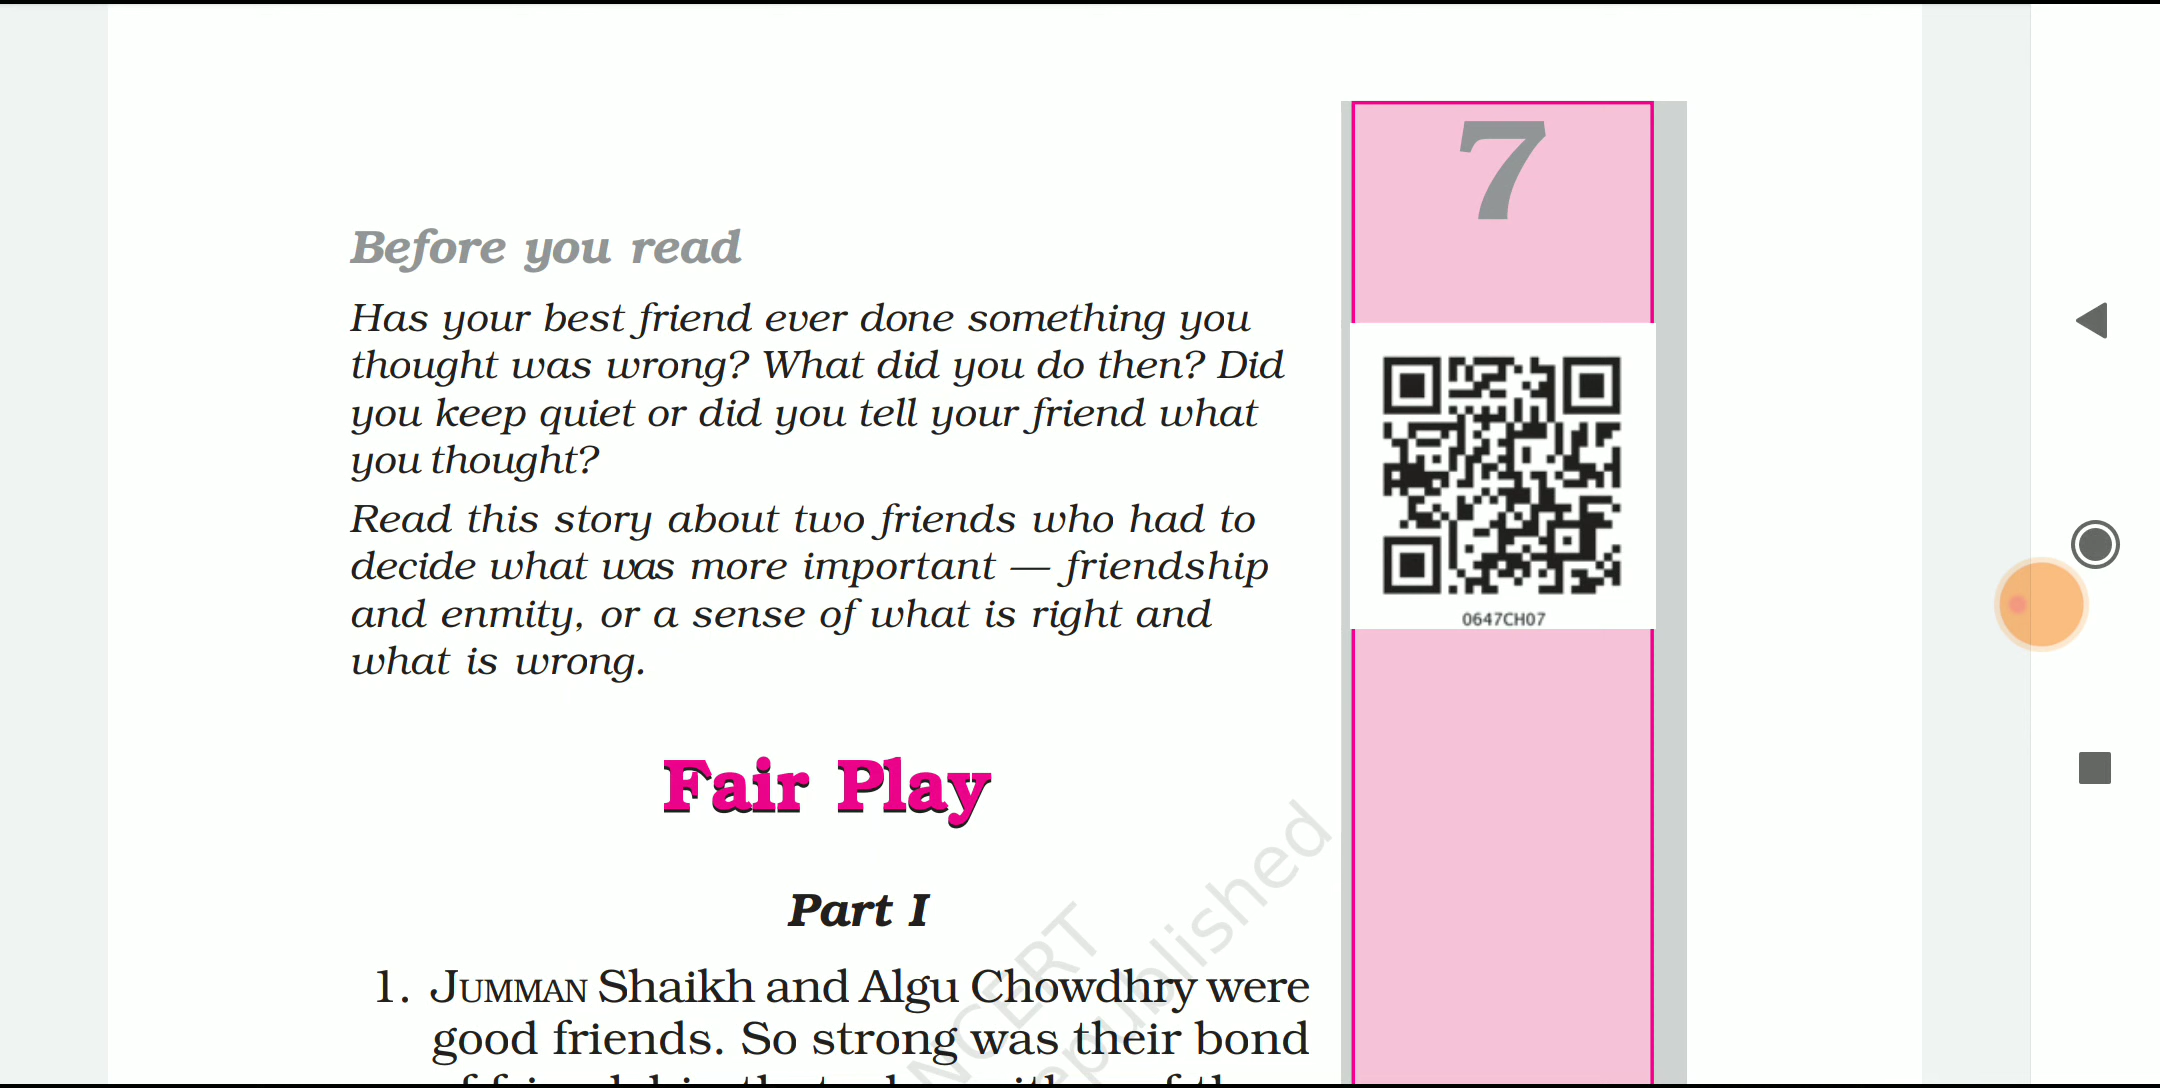 7
Before you read
Has your best friend ever done something you
thought was wrong? What did you do then? Did
you keep quiet or did you tell your friend what
you thought?
Read this story about two friends who had to
decide what was more important — friendship
and enmity, or a sense of what is right and
what is wrong.
0647CH07
Fair Play
Part I
1. JUMMAN Shaikh and Algu Chowdhry were
good friends. So strong was their bond
NCERT
republished